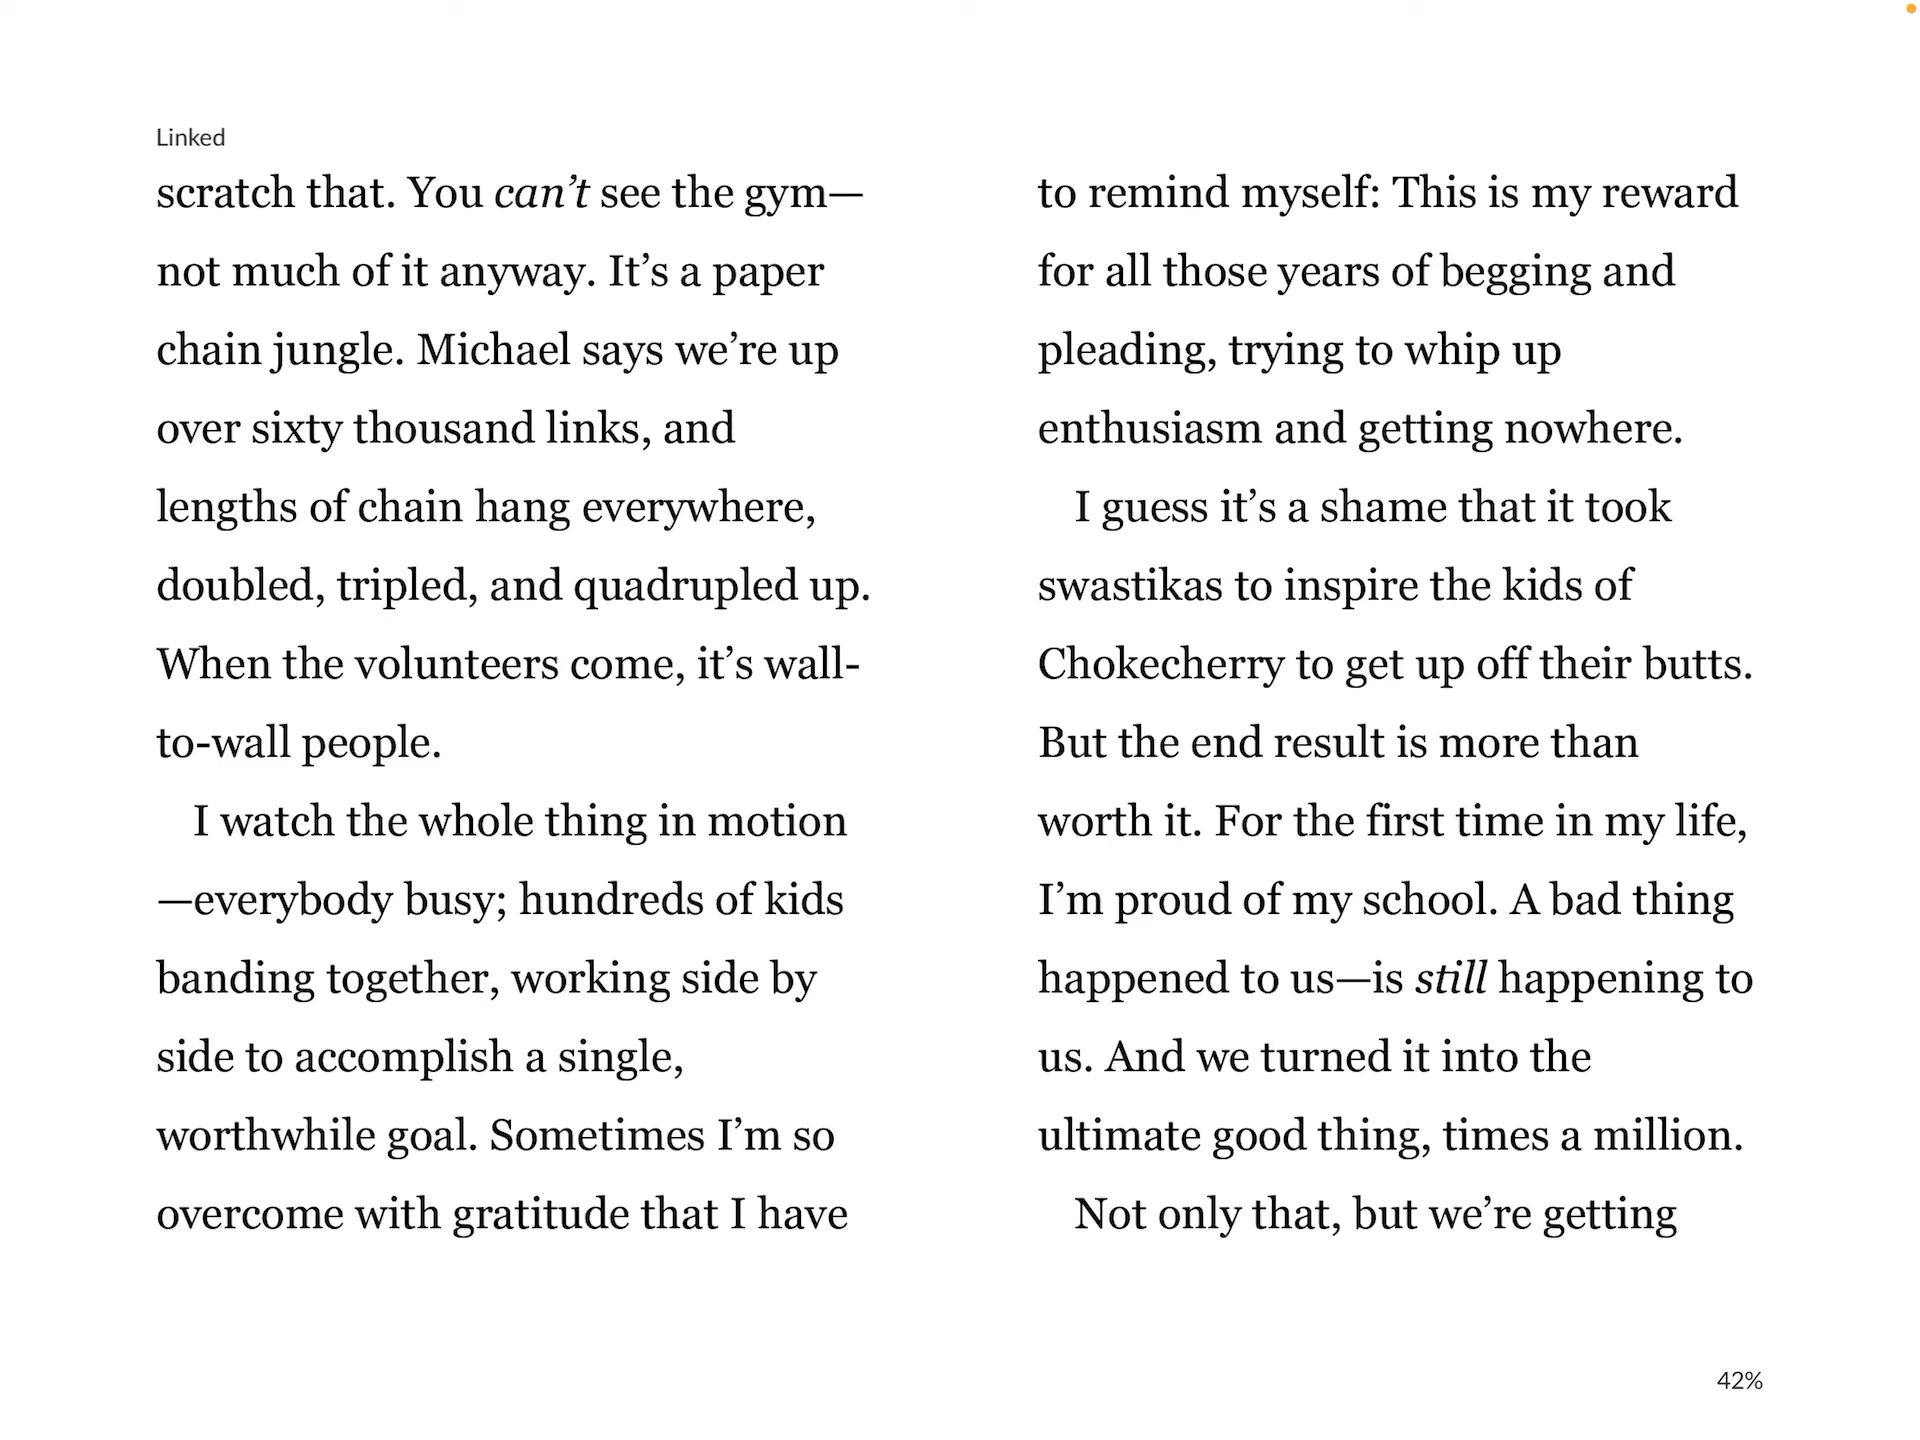 Linked
scratch that. You can’t see the gym—
not much of it anyway. It’s a paper
chain jungle. Michael says we’re up
over sixty thousand links, and
lengths of chain hang everywhere,
doubled, tripled, and quadrupled up.
When the volunteers come, it’s wall-
to-wall people.
I watch the whole thing in motion
—everybody busy; hundreds of kids
banding together, working side by
side to accomplish a single,
worthwhile goal. Sometimes I’m so
overcome with gratitude that I have
to remind myself: This is my reward
for all those years of begging and
pleading, trying to whip up
enthusiasm and getting nowhere.
I guess it’s a shame that it took
swastikas to inspire the kids of
Chokecherry to get up off their butts.
But the end result is more than
worth it. For the first time in my life,
I’m proud of my school. A bad thing
happened to us—is still happening to
us. And we turned it into the
ultimate good thing, times a million.
Not only that, but we’re getting
42%